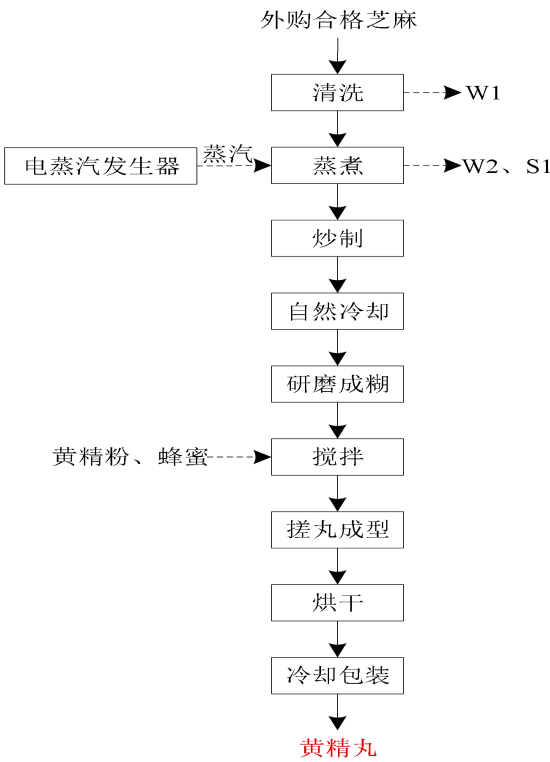 外购合格芝麻
清洗
W1
电蒸汽发生器
蒸汽
蒸煮
W2、S1
炒制
自然冷却
研磨成糊
黄精粉、蜂蜜
搅拌
搓丸成型
烘干
冷却包装
黄精丸